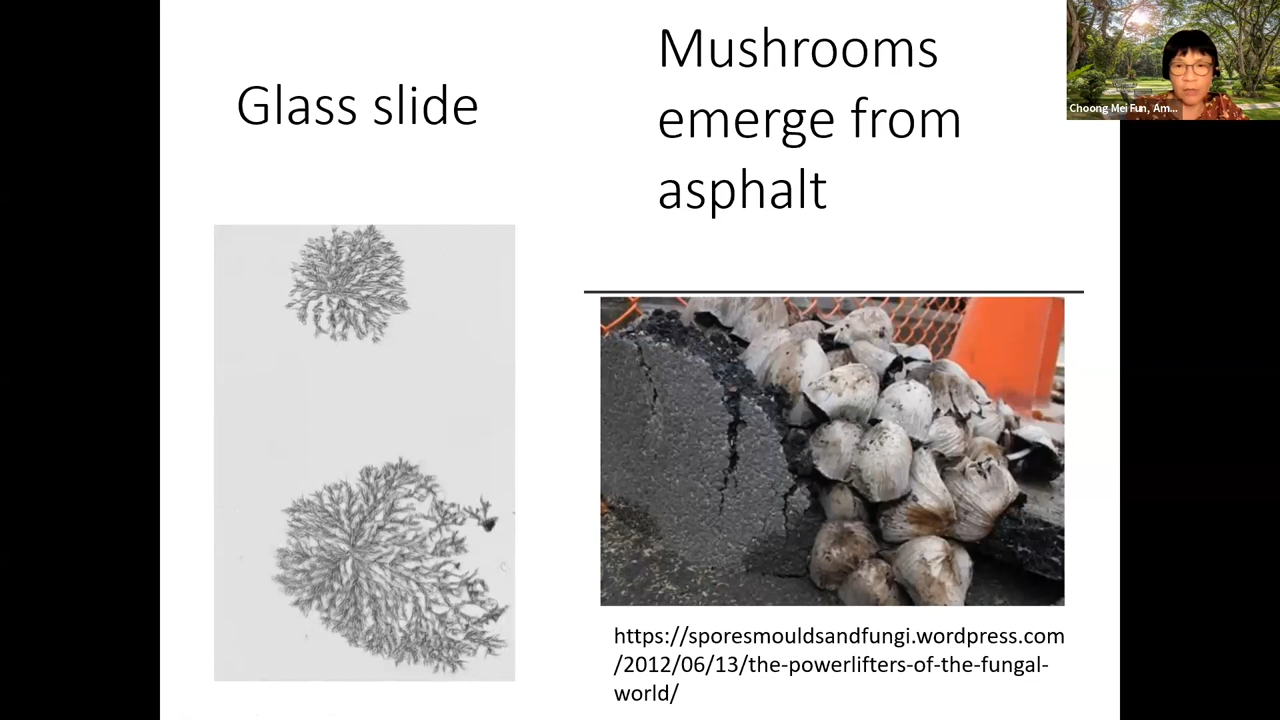 Glass slide
Mushrooms
emerge from
asphalt
Choong Mei Fun, Am...
https://sporesmouldsandfungi.wordpress.com
/2012/06/13/the-powerlifters-of-the-fungal-
world/